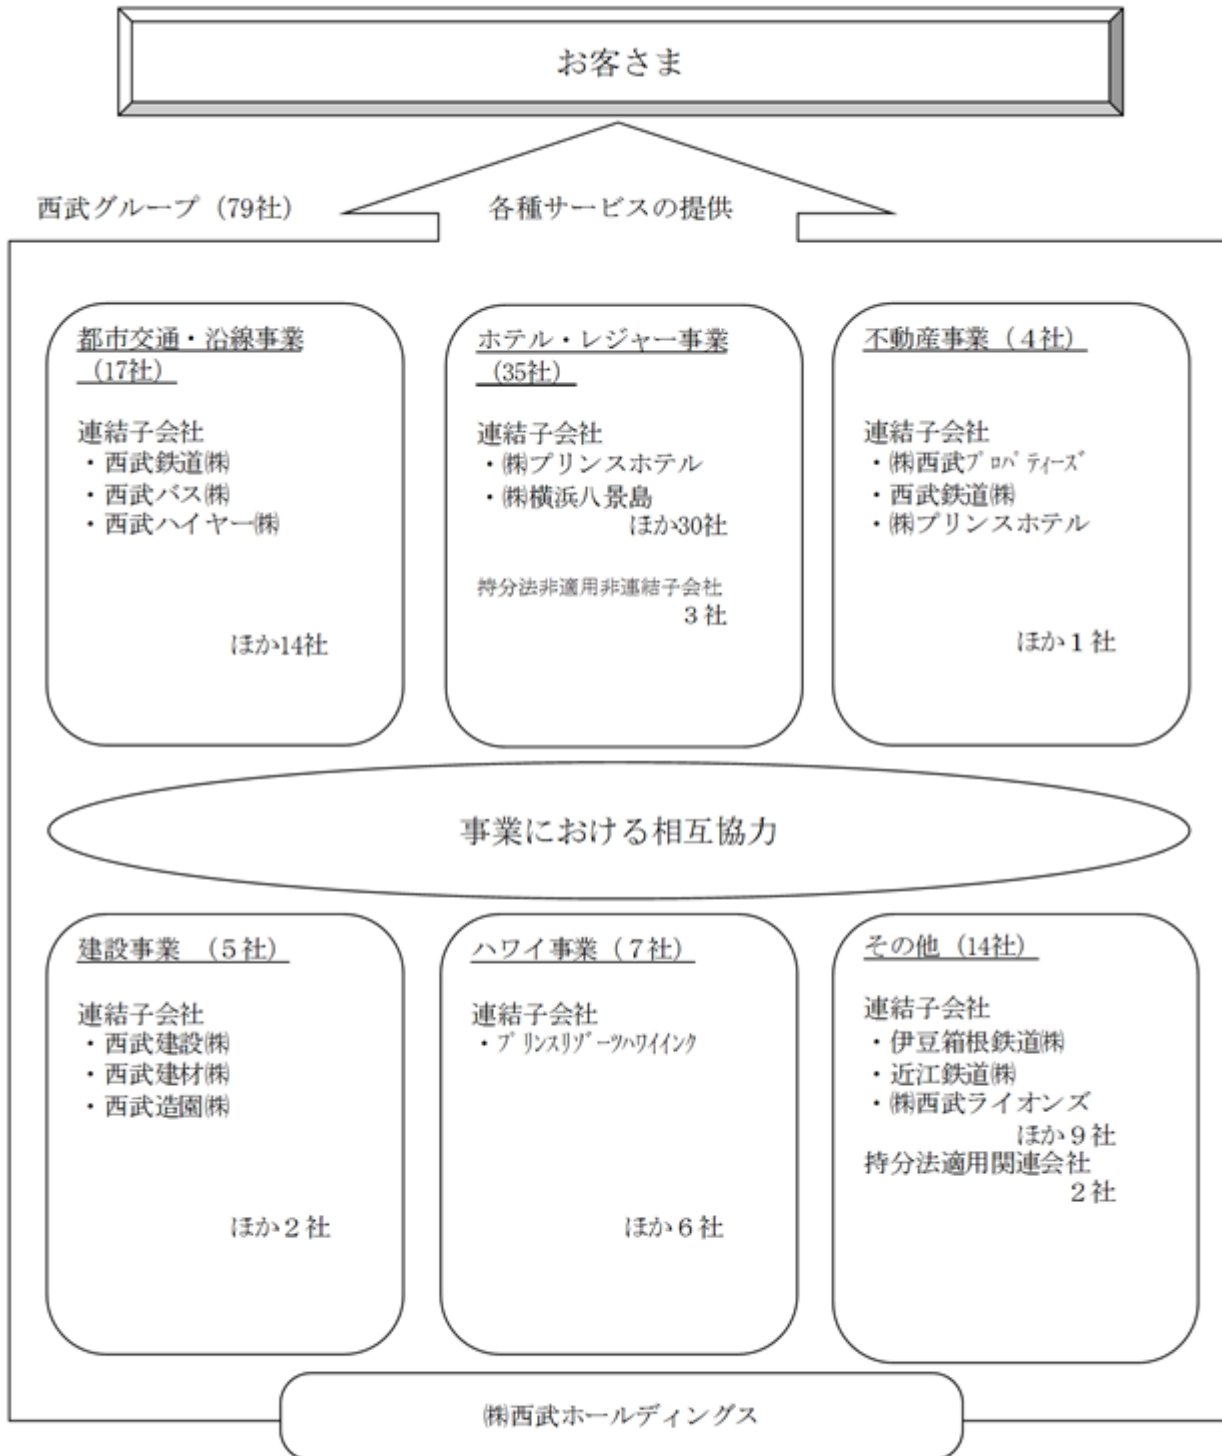 お客さま
西武グループ（79社）
各種サービスの提供
都市交通・沿線事業
（17社）
連結子会社
・西武鉄道㈱
・西武バス㈱
・西武ハイヤー㈱
ほか14社
ホテル・レジャー事業
（35社）
連結子会社
・㈱プリンスホテル
・㈱横浜八景島
ほか30社
持分法非適用非連結子会社
３社
不動産事業（４社）
連結子会社
・㈱西武ﾌﾟﾛﾊﾟﾃｨｰｽﾞ
・西武鉄道㈱
・㈱プリンスホテル
ほか１社
事業における相互協力
建設事業　（５社）
連結子会社
・西武建設㈱
・西武建材㈱
・西武造園㈱
ほか２社
ハワイ事業（７社）
連結子会社
・ﾌﾟﾘﾝｽﾘｿﾞｰﾂﾊﾜｲｲﾝｸ
ほか６社
その他（14社）
連結子会社
・伊豆箱根鉄道㈱
・近江鉄道㈱
・㈱西武ライオンズ
ほか９社
持分法適用関連会社
２社
㈱西武ホールディングス